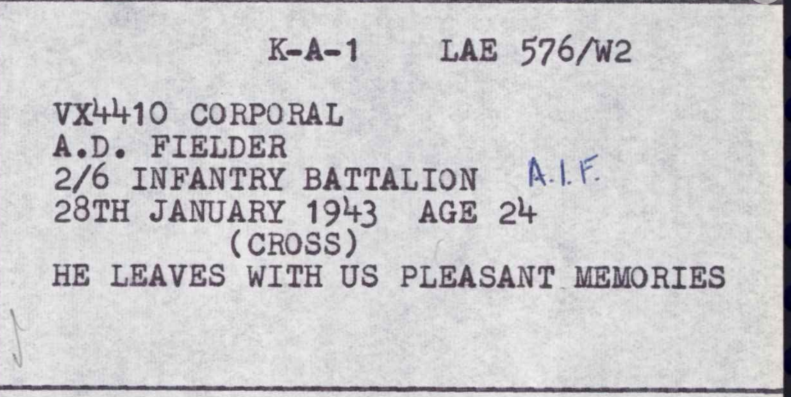 K-A-1 LAE 576/W2
VX4410 CORPORAL
A.D. FIELDER
2/6 INFANTRY BATTALION A.I.F.
28TH JANUARY 1943 AGE 24
(CROSS)
HE LEAVES WITH US PLEASANT MEMORIES